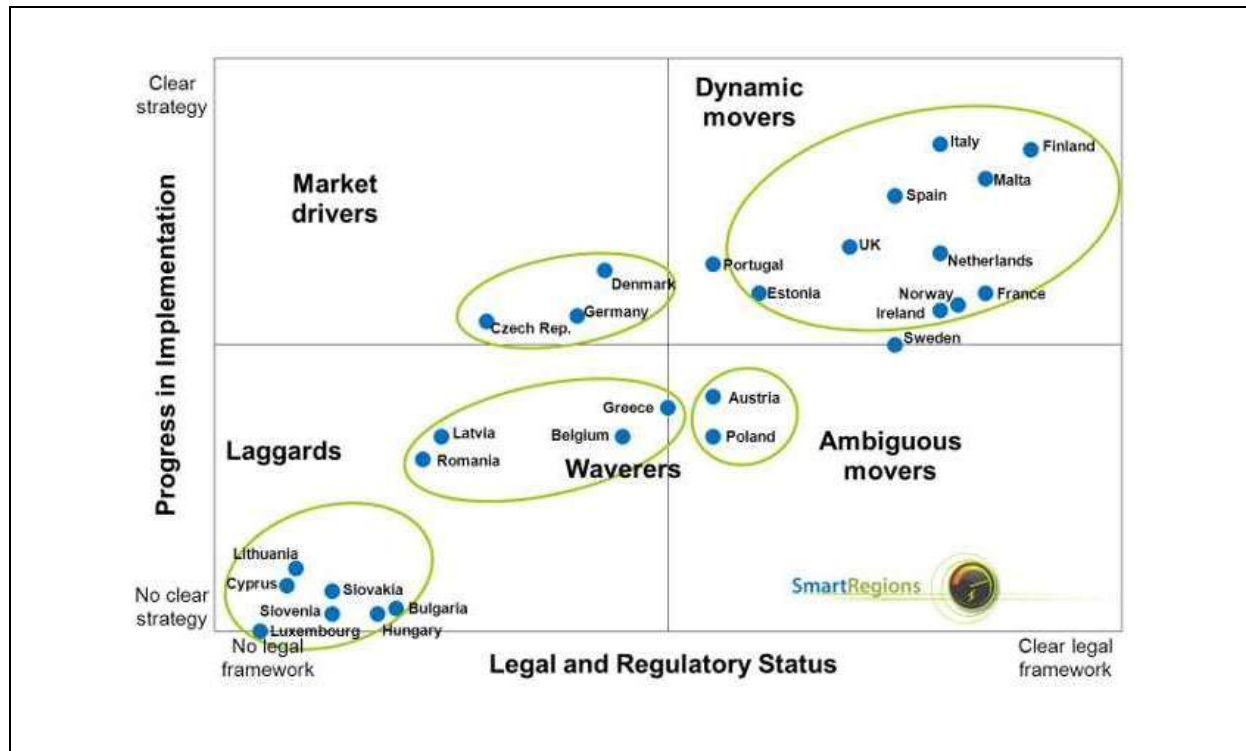 Clear
strategy
Dynamic
movers
Italy
Finland
Malta
Market
drivers
Spain
UK
Netherlands
Portugal
Denmark
Estonia
Norway
France
Germany
Ireland
Czech Rep.
Sweden
Progress in Implementation
Austria
Greece
Latvia
Belgium
Poland
Ambiguous
movers
Laggards
Romania
Waverers
Lithuania
Cyprus
Slovakia
SmartRegions
No clear
strategy
Slovenia
Bulgaria
Luxembourg
Hungary
No legal
framework
Legal and Regulatory Status
Clear legal
framework